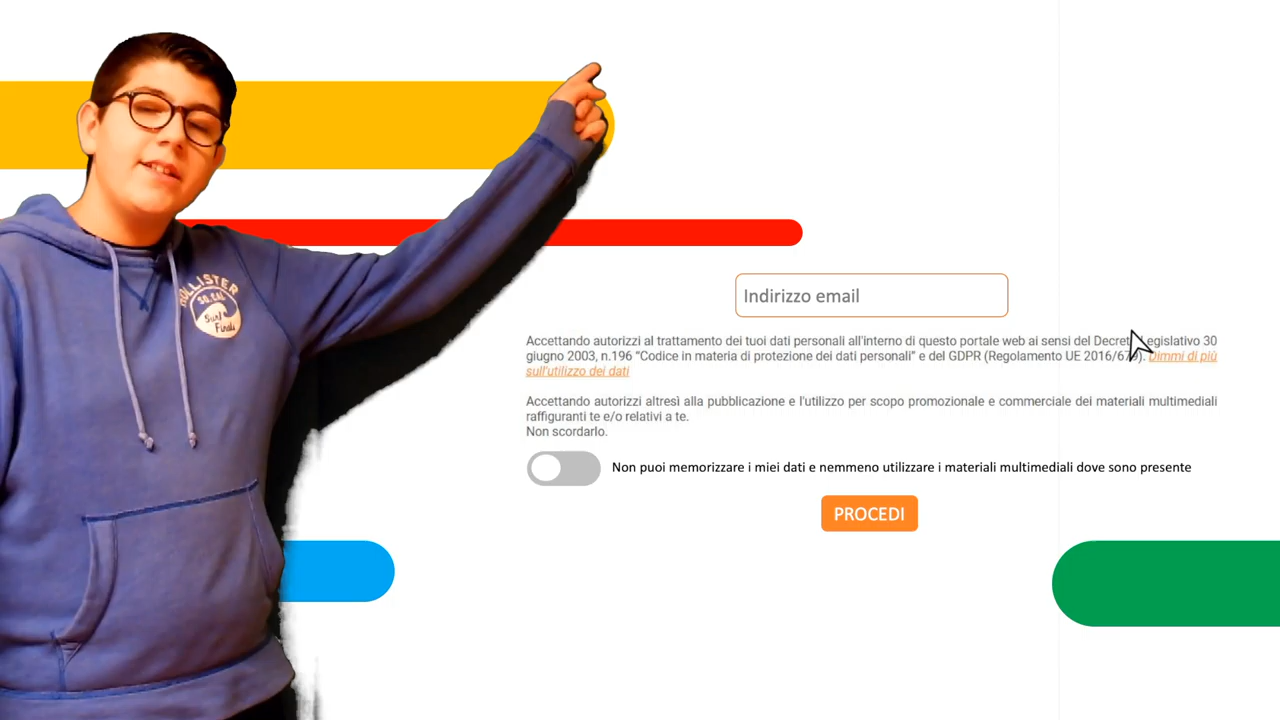 HOLLISTER
SO. CAL
Surf
Indirizzo email
Accettando autorizzi al trattamento dei tuoi dati personali all'interno di questo portale web ai sensi del Decreto Legislativo 30
giugno 2003, n.196 “Codice in materia di protezione dei dati personali” e del GDPR (Regolamento UE 2016/679). Dimmi di più
sull'utilizzo dei dati
Accettando autorizzi altresì alla pubblicazione e l'utilizzo per scopo promozionale e commerciale dei materiali multimediali
raffiguranti te e/o relativi a te.
Non scordarlo.
Non puoi memorizzare i miei dati e nemmeno utilizzare i materiali multimediali dove sono presente
PROCEDI